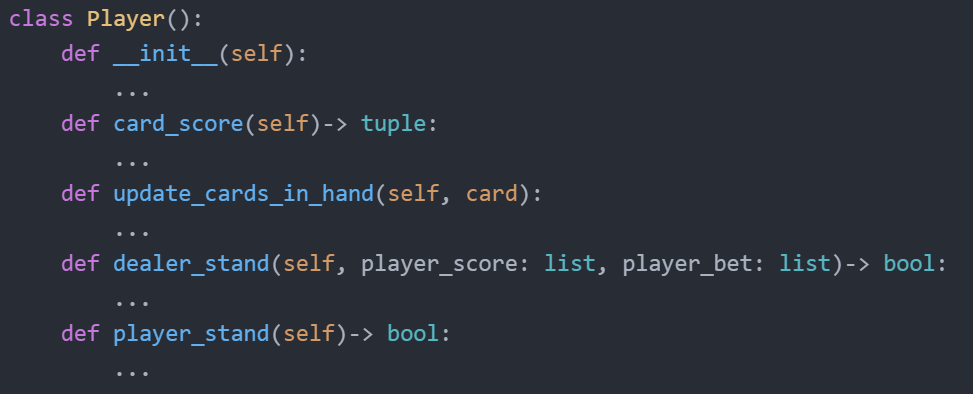 class Player():
    def __init__(self):
        ...
    def card_score(self)-> tuple:
        ...
    def update_cards_in_hand(self, card):
        ...
    def dealer_stand(self, player_score: list, player_bet: list)-> bool:
        ...
    def player_stand(self)-> bool:
        ...